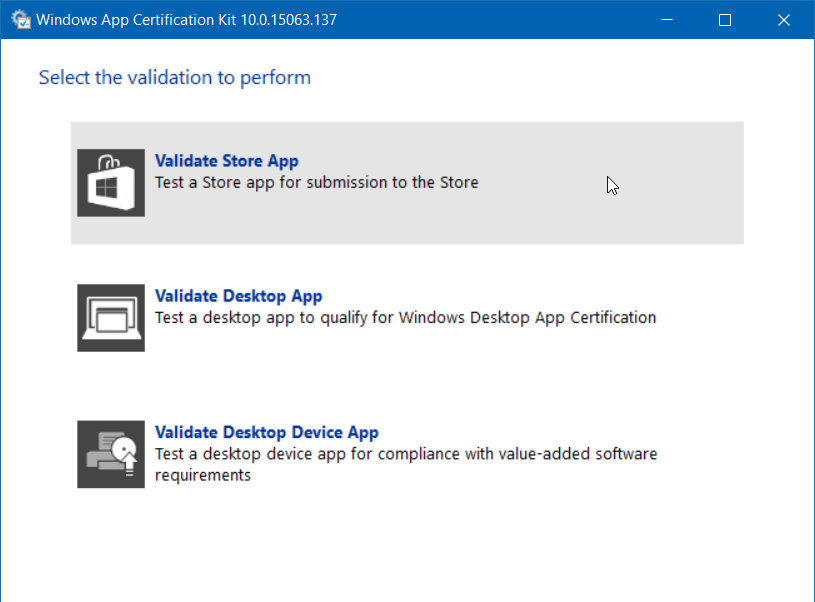 Windows App Certification Kit 10.0.15063.137
Select the validation to perform
Validate Store App
Test a Store app for submission to the Store
Validate Desktop App
Test a desktop app to qualify for Windows Desktop App Certification
Validate Desktop Device App
Test a desktop device app for compliance with value-added software
requirements